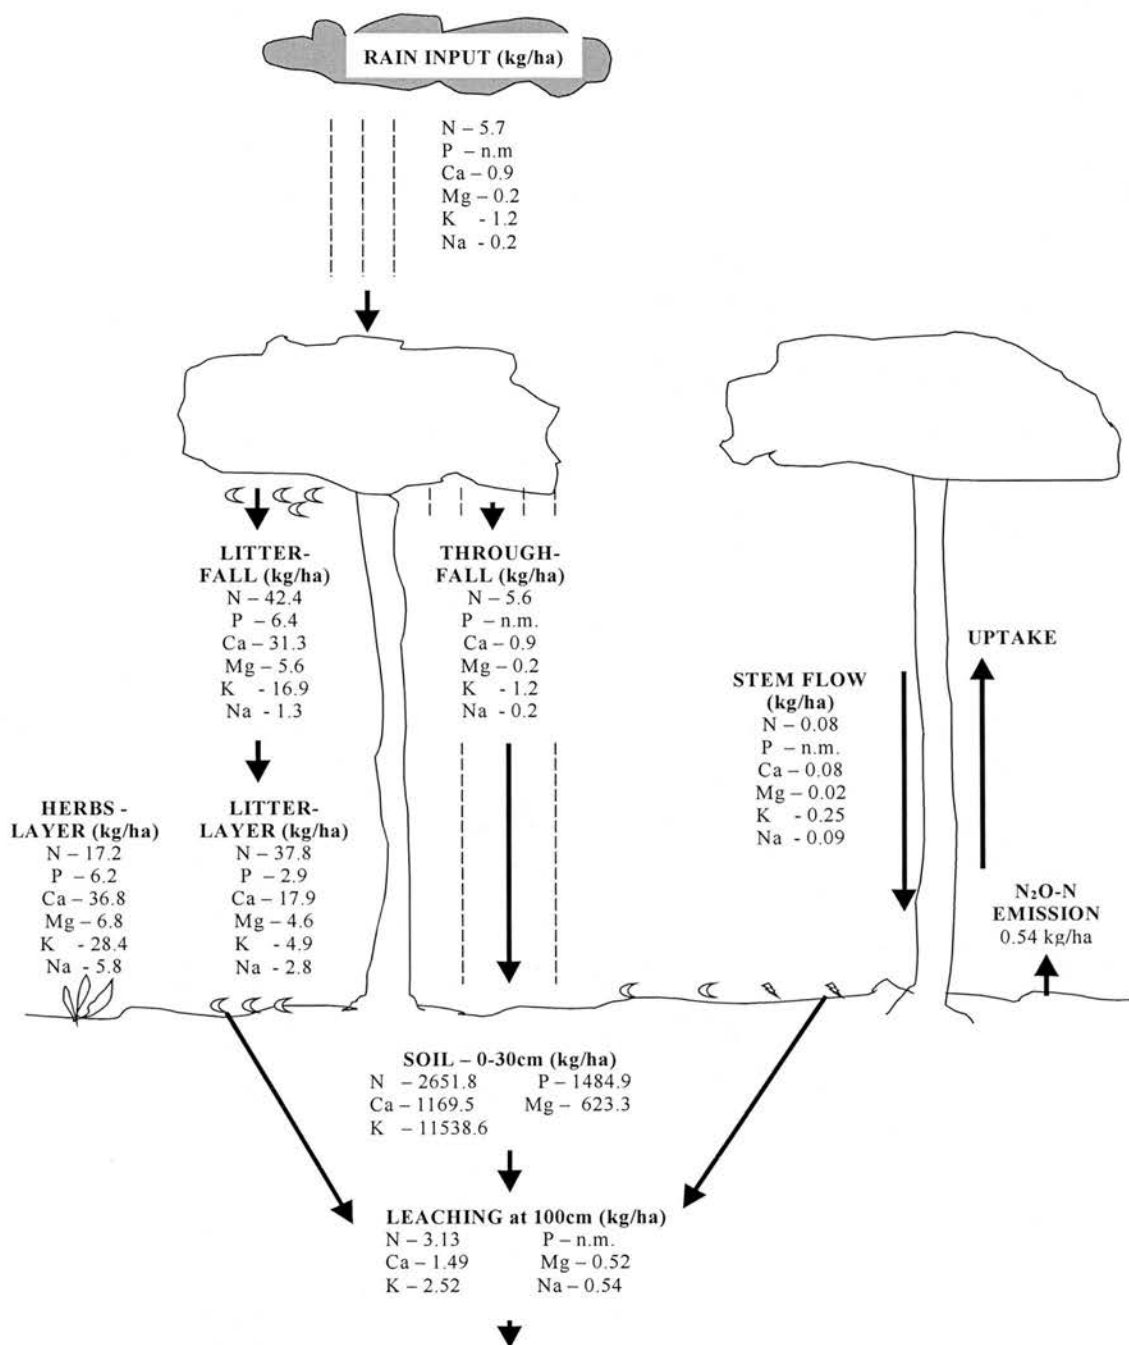 RAIN INPUT (kg/ha)
N – 5.7
P – n.m
Ca – 0.9
Mg – 0.2
K - 1.2
Na - 0.2
LITTER-
FALL (kg/ha)
N – 42.4
P – 6.4
Ca – 31.3
Mg – 5.6
K - 16.9
Na - 1.3
THROUGH-
FALL (kg/ha)
N – 5.6
P – n.m.
Ca – 0.9
Mg – 0.2
K - 1.2
Na - 0.2
STEM FLOW
(kg/ha)
N – 0.08
P – n.m.
Ca – 0.08
Mg – 0.02
K - 0.25
Na - 0.09
UPTAKE
HERBS -
LAYER (kg/ha)
N – 17.2
P – 6.2
Ca – 36.8
Mg – 6.8
K - 28.4
Na - 5.8
LITTER-
LAYER (kg/ha)
N – 37.8
P – 2.9
Ca – 17.9
Mg – 4.6
K - 4.9
Na - 2.8
N₂O-N
EMISSION
0.54 kg/ha
SOIL – 0-30cm (kg/ha)
N – 2651.8 P – 1484.9
Ca – 1169.5 Mg – 623.3
K – 11538.6
LEACHING at 100cm (kg/ha)
N – 3.13 P – n.m.
Ca – 1.49 Mg – 0.52
K – 2.52 Na – 0.54